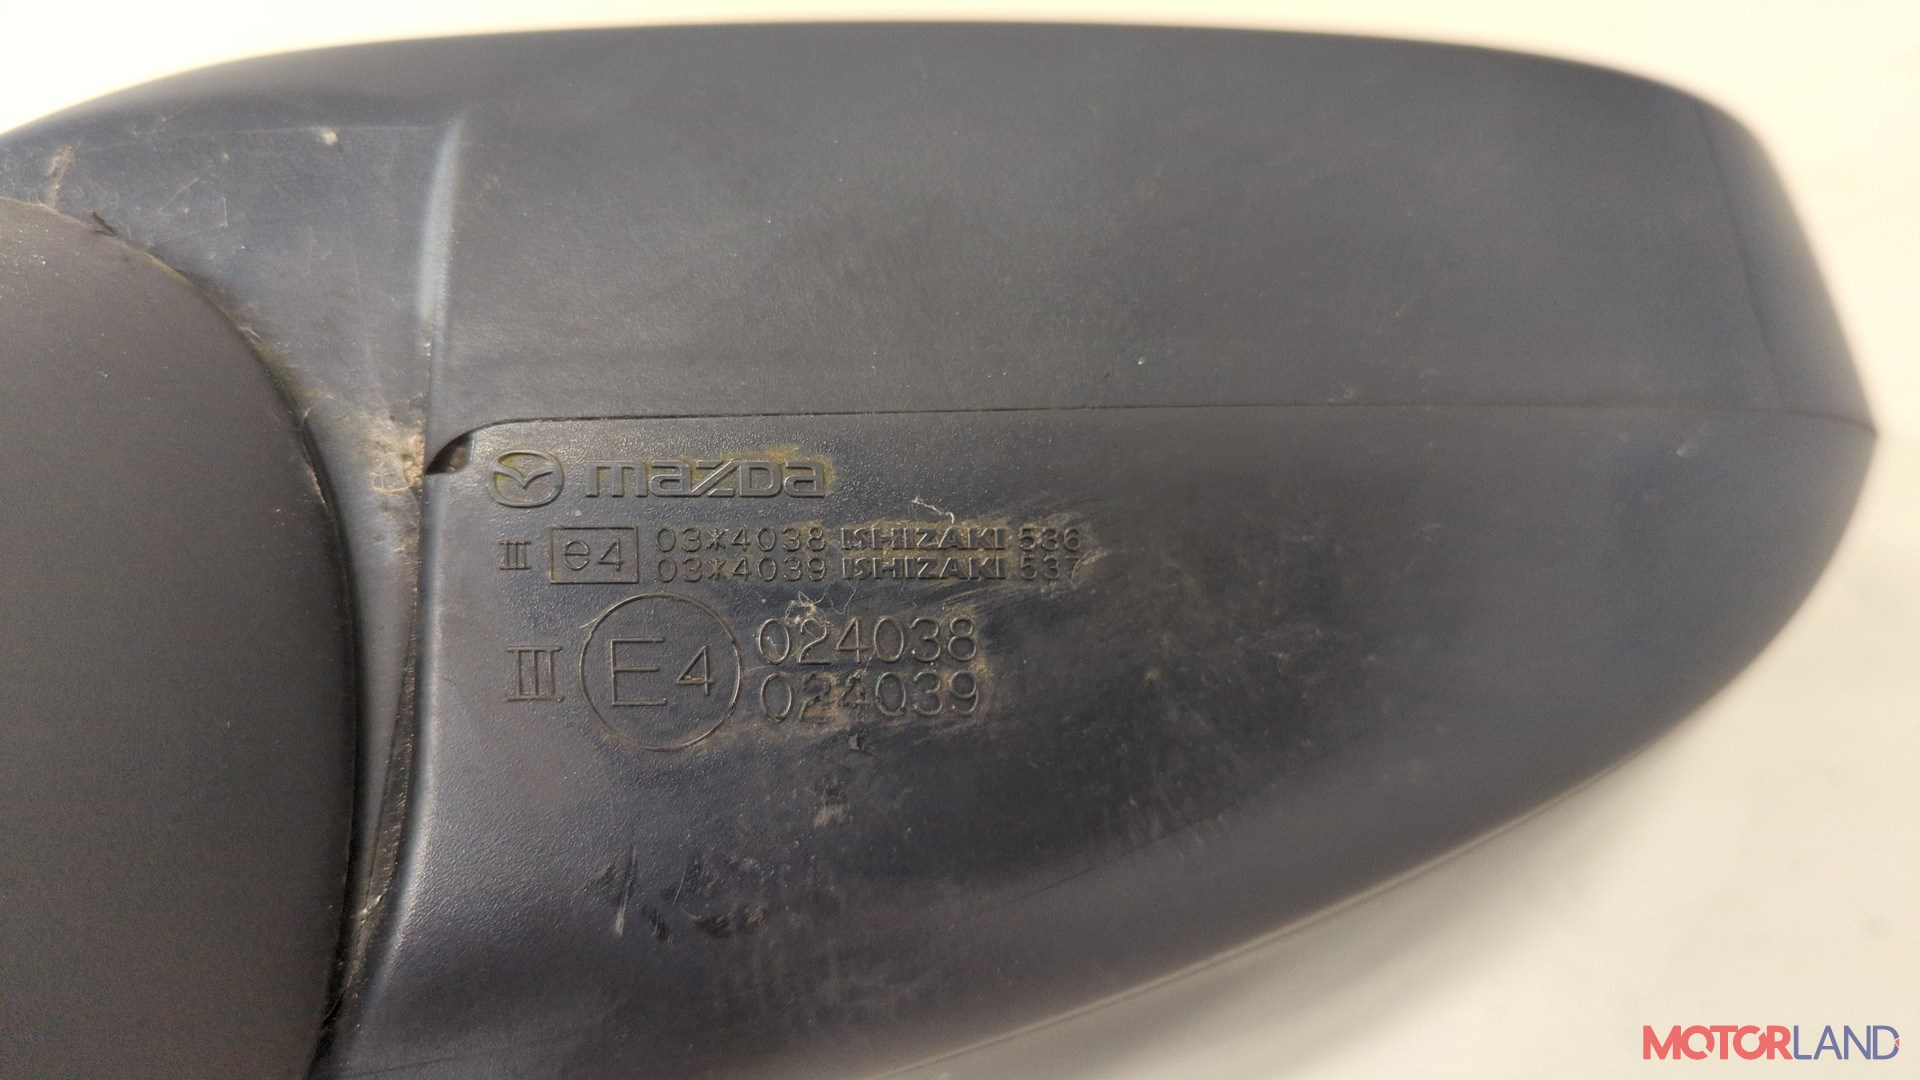 mazda
III e4 03*4038 ISHIZAKI 536
03*4039 ISHIZAKI 537
III E4 024038
024039
MOTORLAND